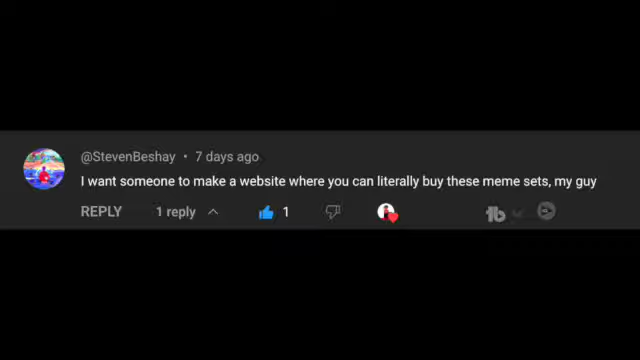 @StevenBeshay • 7 days ago
I want someone to make a website where you can literally buy these meme sets, my guy
REPLY 1 reply 1
tb